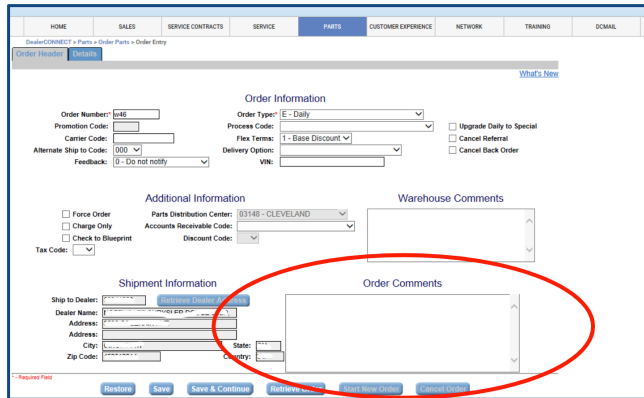 HOME SALES SERVICE CONTRACTS SERVICE PARTS CUSTOMER EXPERIENCE NETWORK TRAINING DCMAIL
DealerCONNECT > Parts > Order Parts > Order Entry
Order Header Details
What's New
Order Information
Order Number:* w46 Order Type:* E - Daily
Promotion Code: Process Code: Upgrade Daily to Special
Carrier Code: Flex Terms: 1 - Base Discount Cancel Referral
Alternate Ship to Code: 000 Delivery Option: Cancel Back Order
Feedback: 0 - Do not notify VIN:
Additional Information Warehouse Comments
Force Order Parts Distribution Center: 03148 - CLEVELAND
Charge Only Accounts Receivable Code:
Check to Blueprint Discount Code:
Tax Code:
Shipment Information Order Comments
Ship to Dealer: Retrieve Dealer Address
Dealer Name:
Address:
Address:
City: State:
Zip Code: Country:
* - Required Field
Restore Save Save & Continue Retrieve Order Start New Order Cancel Order